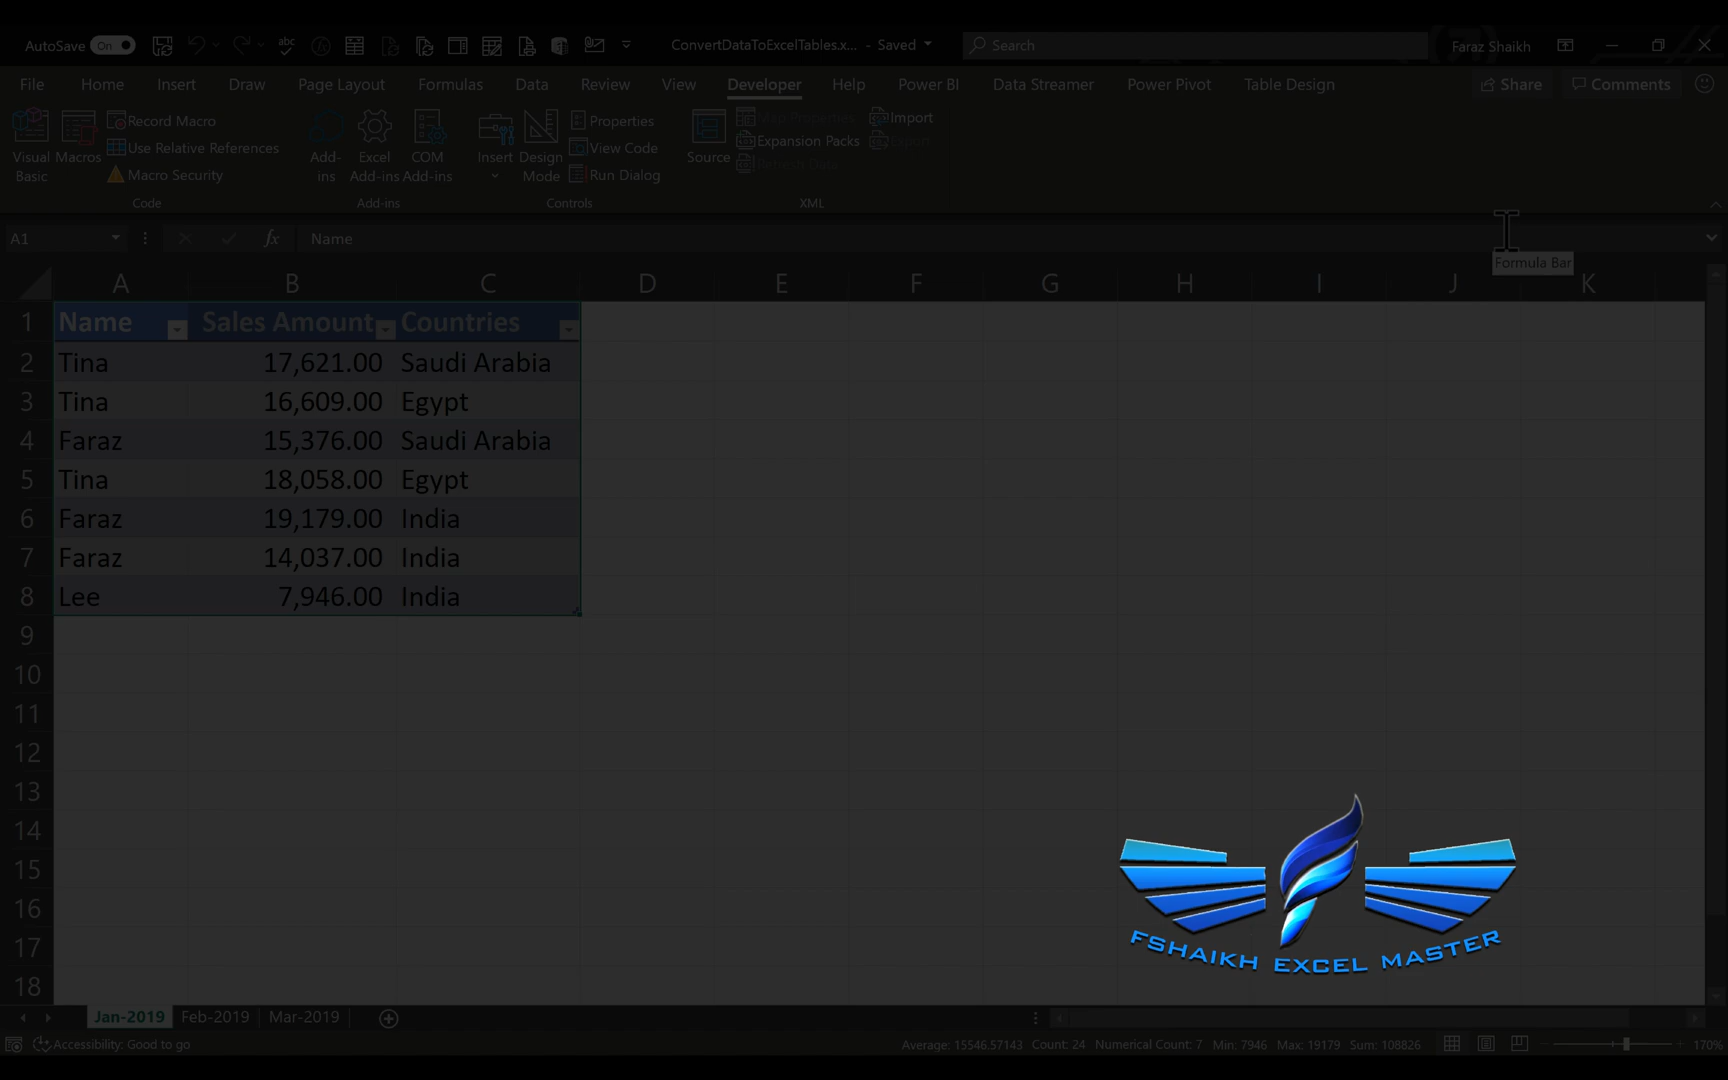 AutoSave On ConvertDataToExcelTables.x... - Saved Search Faraz Shaikh
File Home Insert Draw Page Layout Formulas Data Review View Developer Help Power BI Data Streamer Power Pivot Table Design Share Comments
Visual Basic
Macros
Record Macro
Use Relative References
Macro Security
Code
Add-ins
Excel Add-ins
COM Add-ins
Add-ins
Insert
Design Mode
Properties
View Code
Run Dialog
Controls
Source
Map Properties
Expansion Packs
Refresh Data
Import
Export
XML
A1 fx Name
Formula Bar
A B C D E F G H I J K
1 Name Sales Amount Countries
2 Tina 17,621.00 Saudi Arabia
3 Tina 16,609.00 Egypt
4 Faraz 15,376.00 Saudi Arabia
5 Tina 18,058.00 Egypt
6 Faraz 19,179.00 India
7 Faraz 14,037.00 India
8 Lee 7,946.00 India
9
10
11
12
13
14
15
16
17
18
FSHAIKH EXCEL MASTER
Jan-2019 Feb-2019 Mar-2019
Accessibility: Good to go Average: 15546.57143 Count: 24 Numerical Count: 7 Min: 7946 Max: 19179 Sum: 108826 170%